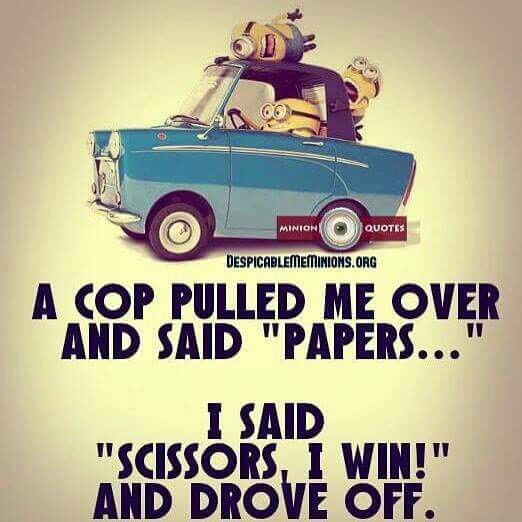 MINION QUOTES
DESPICABLEMEMINIONS.ORG
A COP PULLED ME OVER
AND SAID "PAPERS..."
I SAID
"SCISSORS, I WIN!"
AND DROVE OFF.